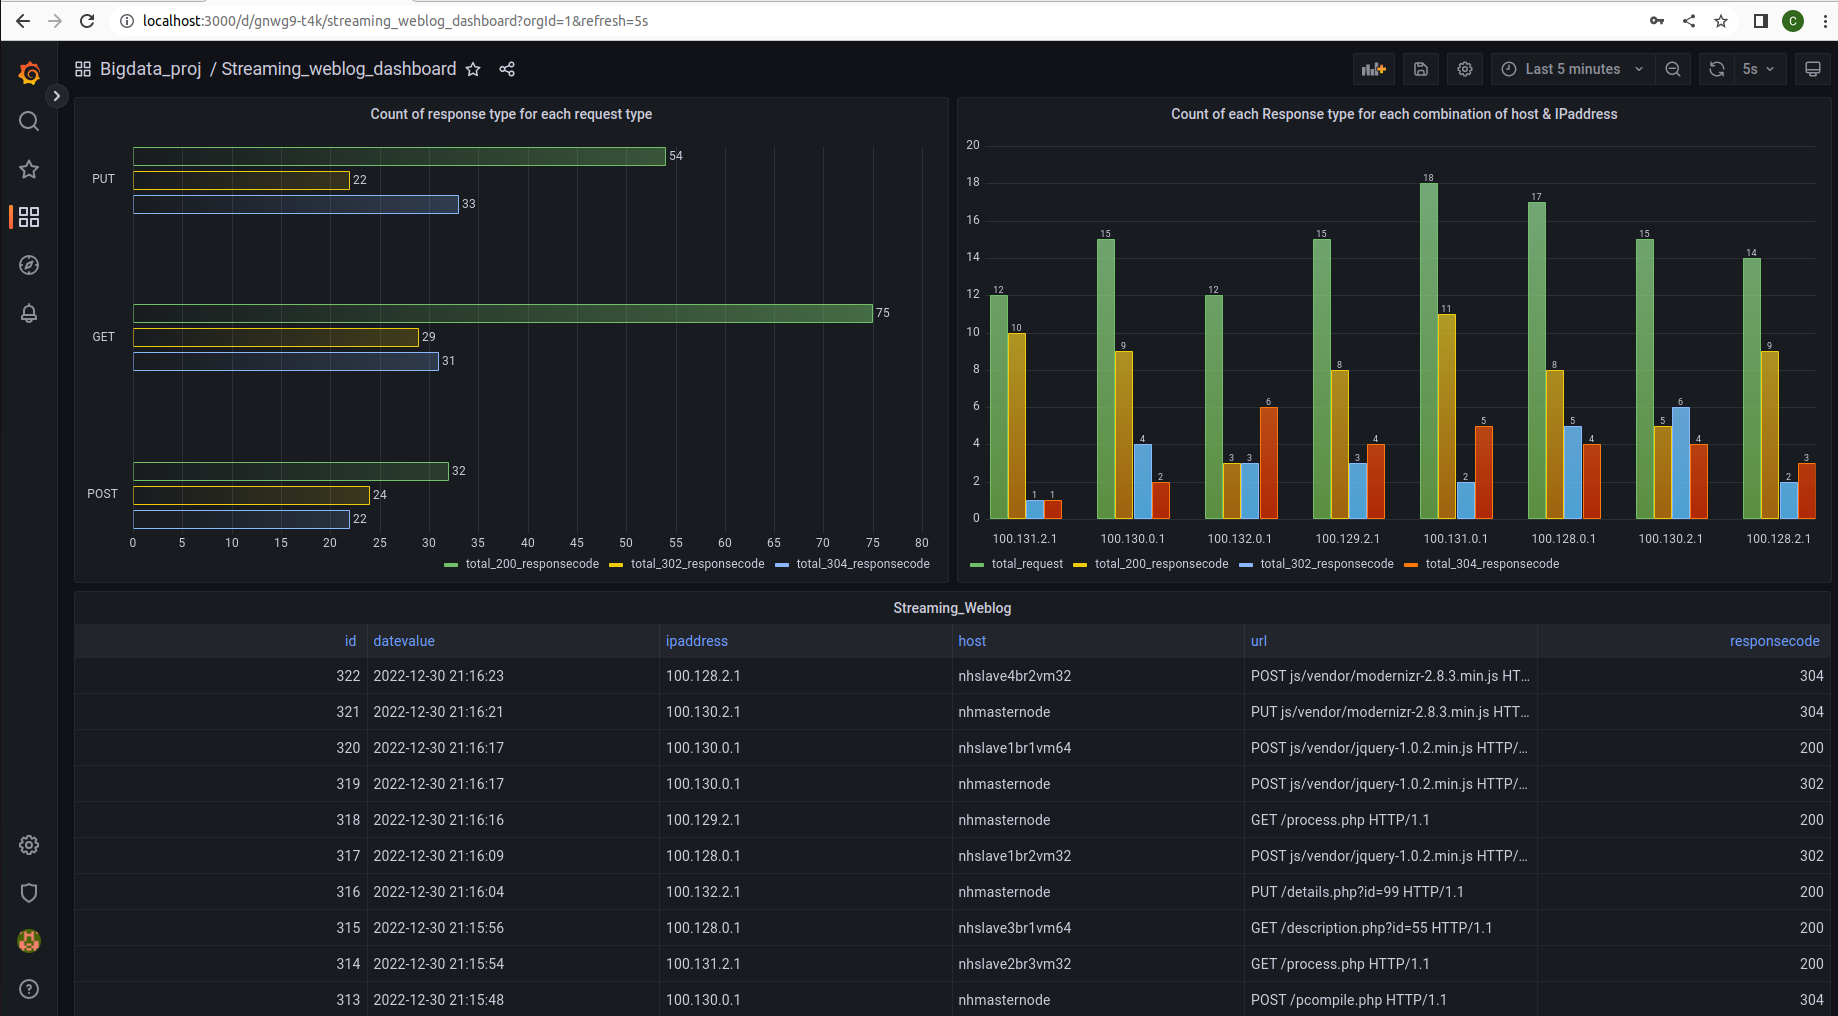 localhost:3000/d/gnwg9-t4k/streaming_weblog_dashboard?orgId=1&refresh=5s
C
Bigdata_proj / Streaming_weblog_dashboard
Last 5 minutes
5s
Count of response type for each request type
PUT
54
22
33
GET
75
29
31
POST
32
24
22
0 5 10 15 20 25 30 35 40 45 50 55 60 65 70 75 80
total_200_responsecode total_302_responsecode total_304_responsecode
Count of each Response type for each combination of host & IPaddress
20
18
16
14
12
10
8
6
4
2
0
12 10 1 1
15 9 4 2
12 3 3 6
15 8 3 4
18 11 2 5
17 8 5 4
15 5 6 4
14 9 2 3
100.131.2.1 100.130.0.1 100.132.0.1 100.129.2.1 100.131.0.1 100.128.0.1 100.130.2.1 100.128.2.1
total_request total_200_responsecode total_302_responsecode total_304_responsecode
Streaming_Weblog
id datevalue ipaddress host url responsecode
322 2022-12-30 21:16:23 100.128.2.1 nhslave4br2vm32 POST js/vendor/modernizr-2.8.3.min.js HT... 304
321 2022-12-30 21:16:21 100.130.2.1 nhmasternode PUT js/vendor/modernizr-2.8.3.min.js HTT... 304
320 2022-12-30 21:16:17 100.130.0.1 nhslave1br1vm64 POST js/vendor/jquery-1.0.2.min.js HTTP/... 200
319 2022-12-30 21:16:17 100.130.0.1 nhmasternode POST js/vendor/jquery-1.0.2.min.js HTTP/... 302
318 2022-12-30 21:16:16 100.129.2.1 nhmasternode GET /process.php HTTP/1.1 200
317 2022-12-30 21:16:09 100.128.0.1 nhslave1br2vm32 POST js/vendor/jquery-1.0.2.min.js HTTP/... 302
316 2022-12-30 21:16:04 100.132.2.1 nhmasternode PUT /details.php?id=99 HTTP/1.1 200
315 2022-12-30 21:15:56 100.128.0.1 nhslave3br1vm64 GET /description.php?id=55 HTTP/1.1 200
314 2022-12-30 21:15:54 100.131.2.1 nhslave2br3vm32 GET /process.php HTTP/1.1 200
313 2022-12-30 21:15:48 100.130.0.1 nhmasternode POST /pcompile.php HTTP/1.1 304